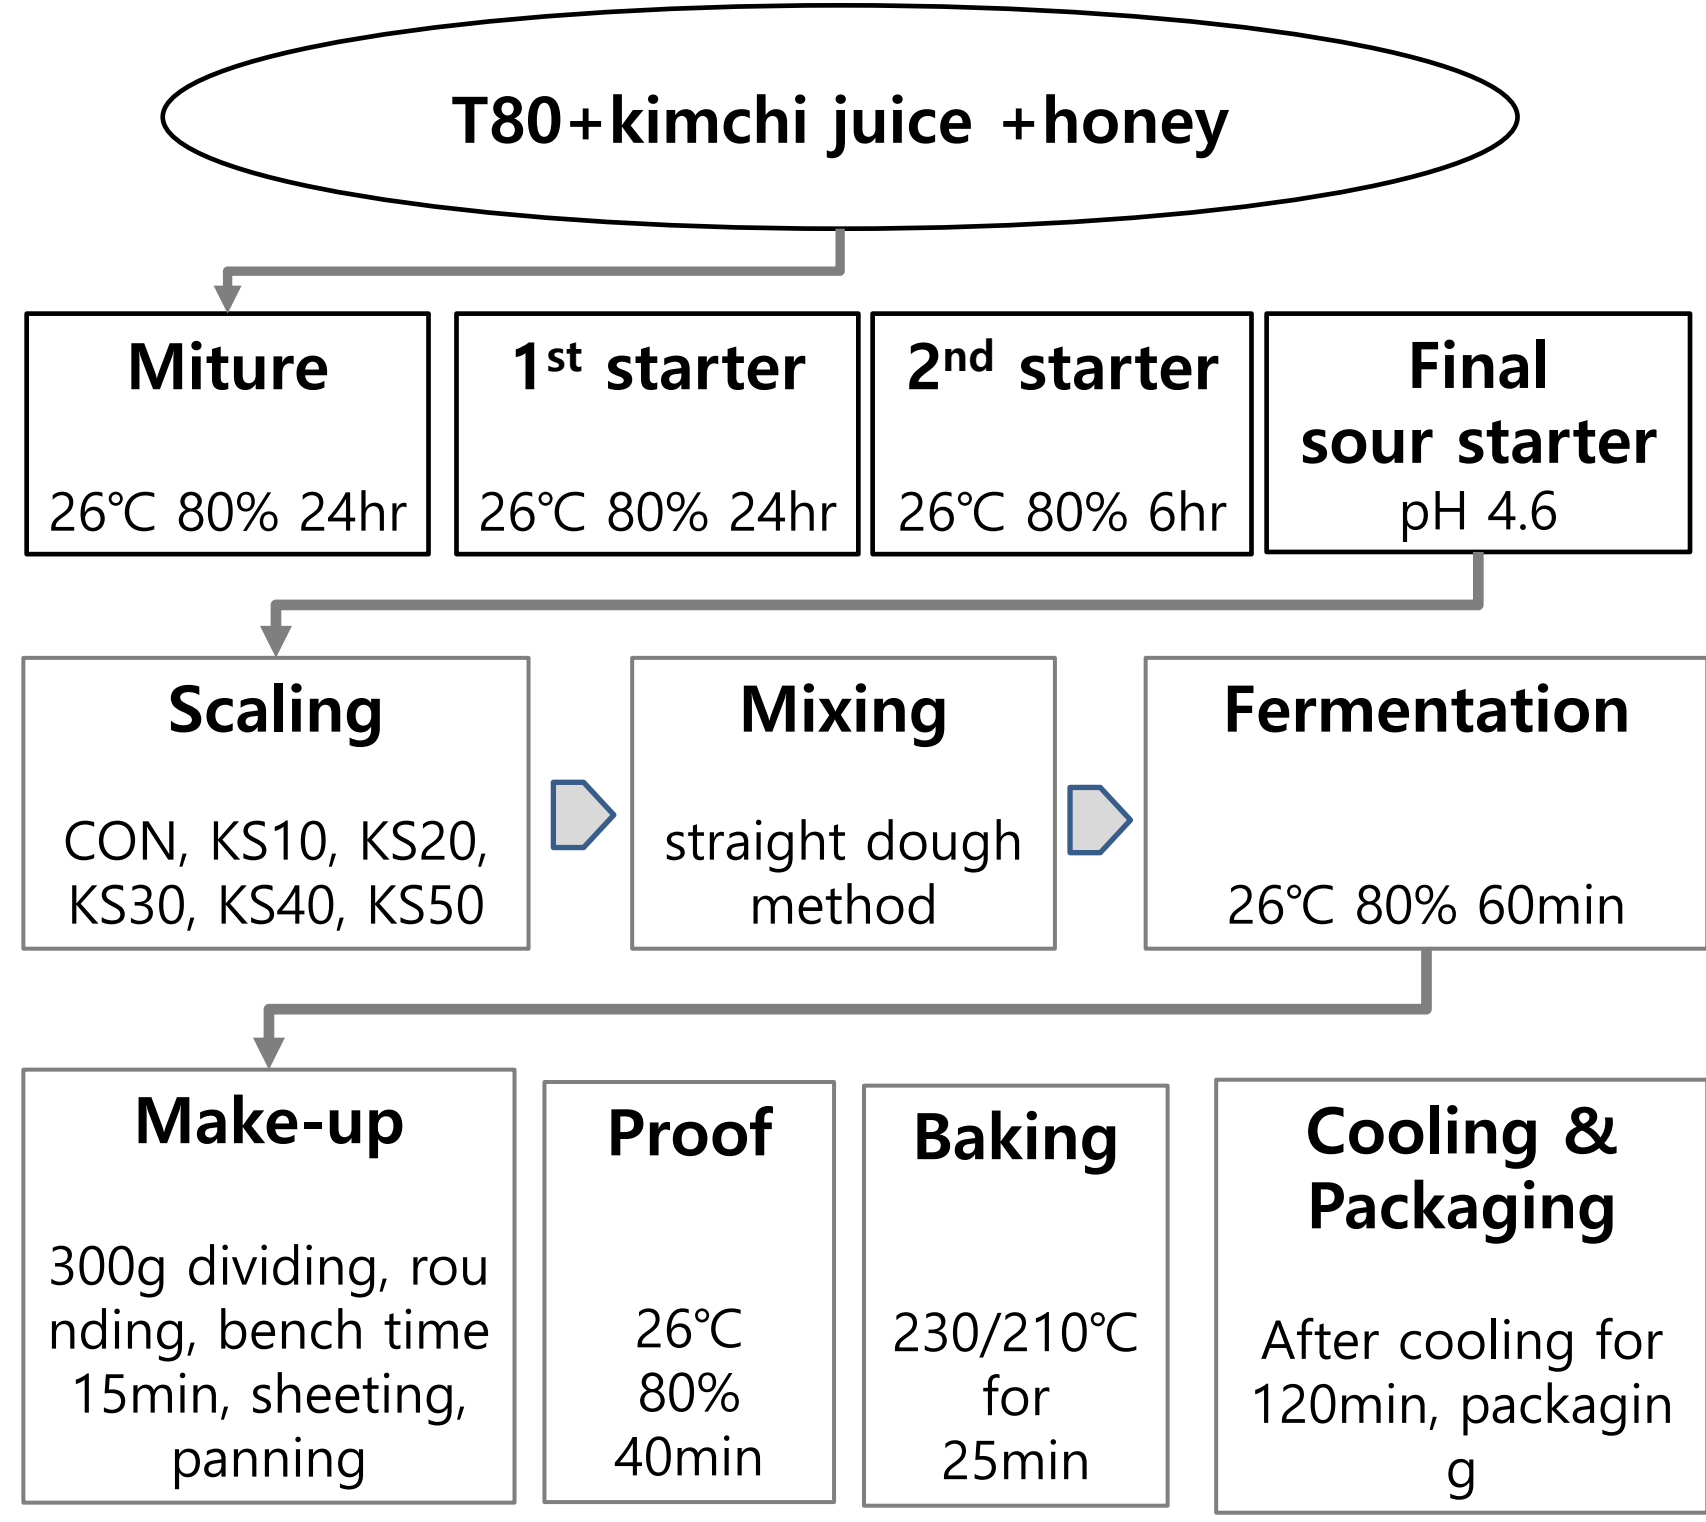 T80+kimchi juice +honey
Miture
26℃ 80% 24hr
1st starter
26℃ 80% 24hr
2nd starter
26℃ 80% 6hr
Final
sour starter
pH 4.6
Scaling
CON, KS10, KS20,
KS30, KS40, KS50
Mixing
straight dough
method
Fermentation
26℃ 80% 60min
Make-up
300g dividing, rou
nding, bench time
15min, sheeting,
panning
Proof
26℃
80%
40min
Baking
230/210℃
for
25min
Cooling &
Packaging
After cooling for
120min, packagin
g